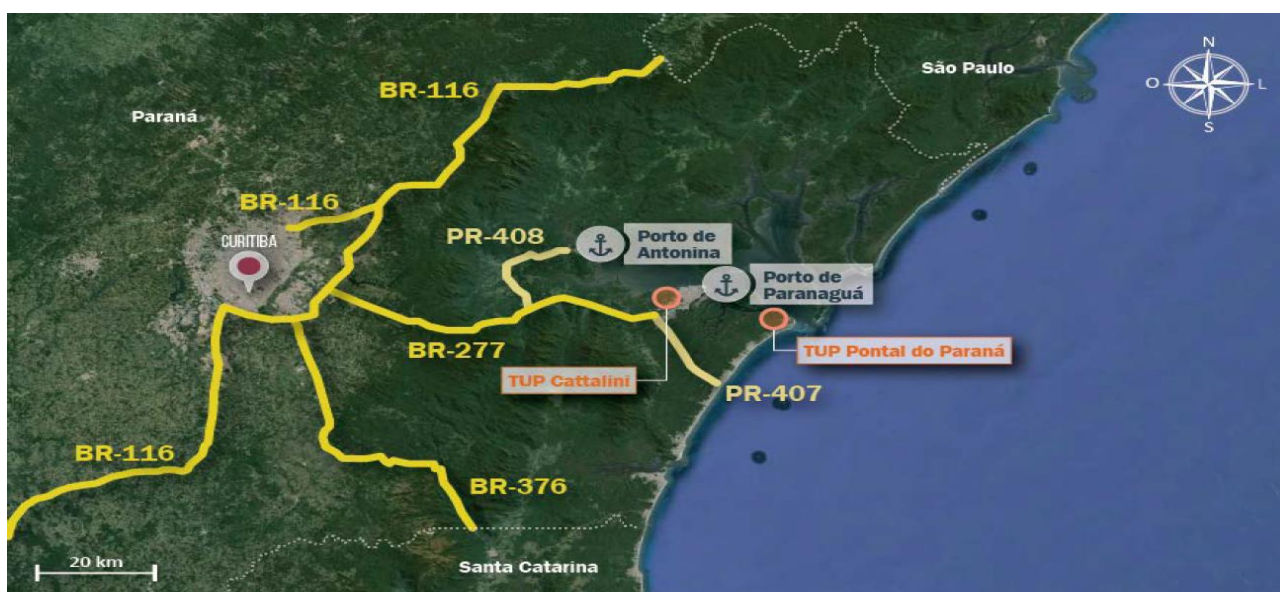 BR-116
São Paulo
N
O
L
S
Paraná
BR-116
CURITIBA
PR-408
Porto de
Antonina
Porto de
Paranaguá
BR-277
TUP Pontal do Paraná
TUP Cattalini
PR-407
BR-116
BR-376
20 km
Santa Catarina